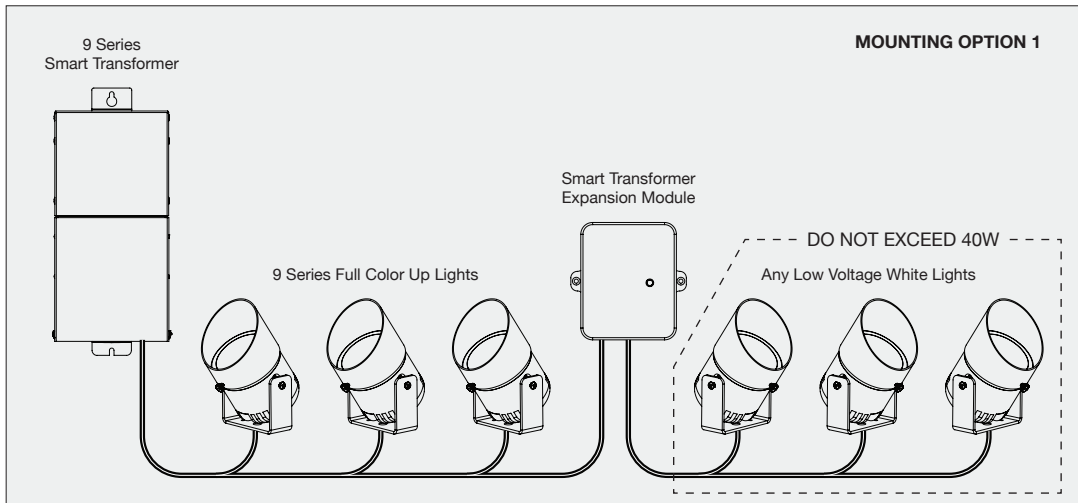 9 Series
Smart Transformer
MOUNTING OPTION 1
Smart Transformer
Expansion Module
DO NOT EXCEED 40W
9 Series Full Color Up Lights
Any Low Voltage White Lights